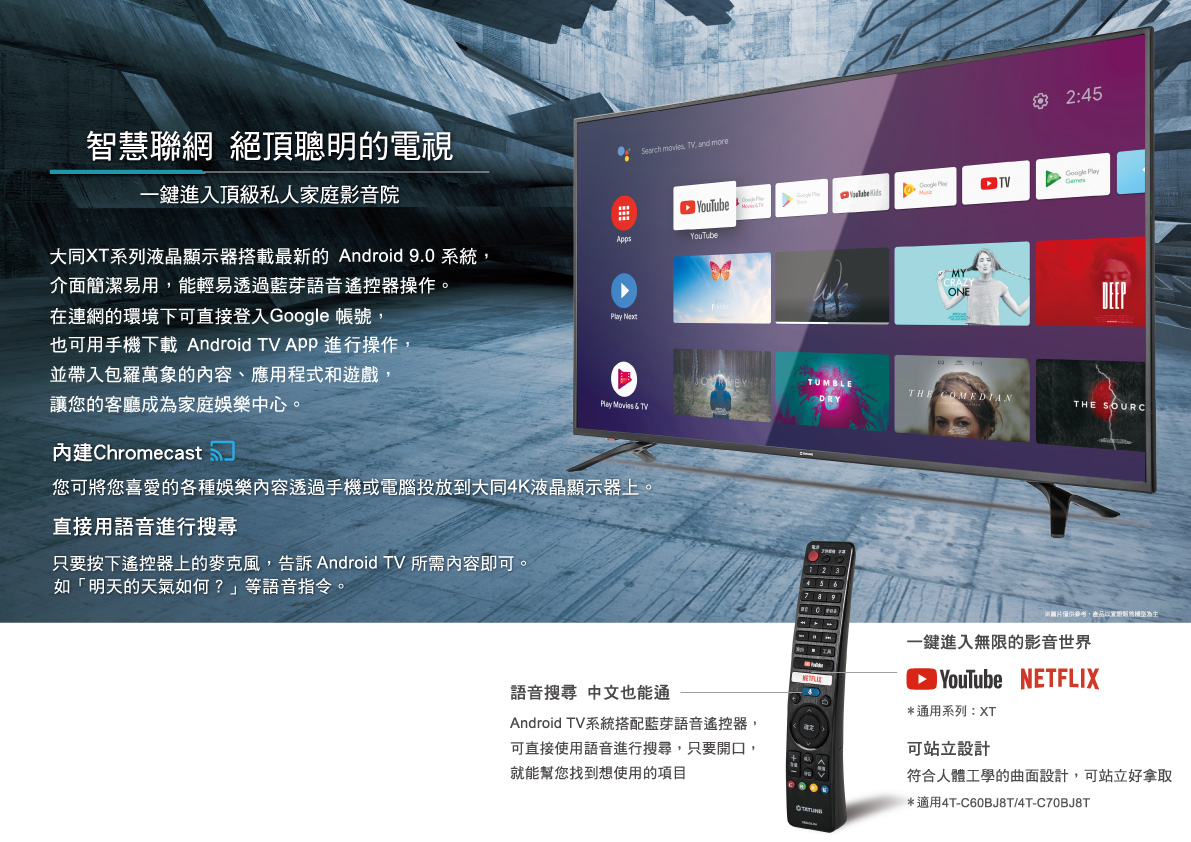 智慧聯網 絕頂聰明的電視
一鍵進入頂級私人家庭影音院
大同XT系列液晶顯示器搭載最新的 Android 9.0 系統，
介面簡潔易用，能輕易透過藍芽語音遙控器操作。
在連網的環境下可直接登入Google 帳號，
也可用手機下載 Android TV App 進行操作，
並帶入包羅萬象的內容、應用程式和遊戲，
讓您的客廳成為家庭娛樂中心。
內建Chromecast
您可將您喜愛的各種娛樂內容透過手機或電腦投放到大同4K液晶顯示器上。
直接用語音進行搜尋
只要按下遙控器上的麥克風，告訴 Android TV 所需內容即可。
如「明天的天氣如何？」等語音指令。
2:45
Search movies, TV, and more
Apps
YouTube
Google Play Movies & TV
Google Play Store
YouTube Kids
Google Play Music
TV
Google Play Games
YouTube
Play Next
live
MY CRAZY ONE
DEEP
Play Movies & TV
JOURNEY
TUMBLE DRY
THE COMEDIAN
THE SOURC
TATUNG
※圖片僅供參考，產品以實際販售機型為主
語音搜尋 中文也能通
Android TV系統搭配藍芽語音遙控器，
可直接使用語音進行搜尋，只要開口，
就能幫您找到想使用的項目
電源
1 2 3
4 5 6
7 8 9
0
工具
YouTube
NETFLIX
確定
TATUNG
一鍵進入無限的影音世界
YouTube NETFLIX
＊通用系列：XT
可站立設計
符合人體工學的曲面設計，可站立好拿取
＊適用4T-C60BJ8T/4T-C70BJ8T